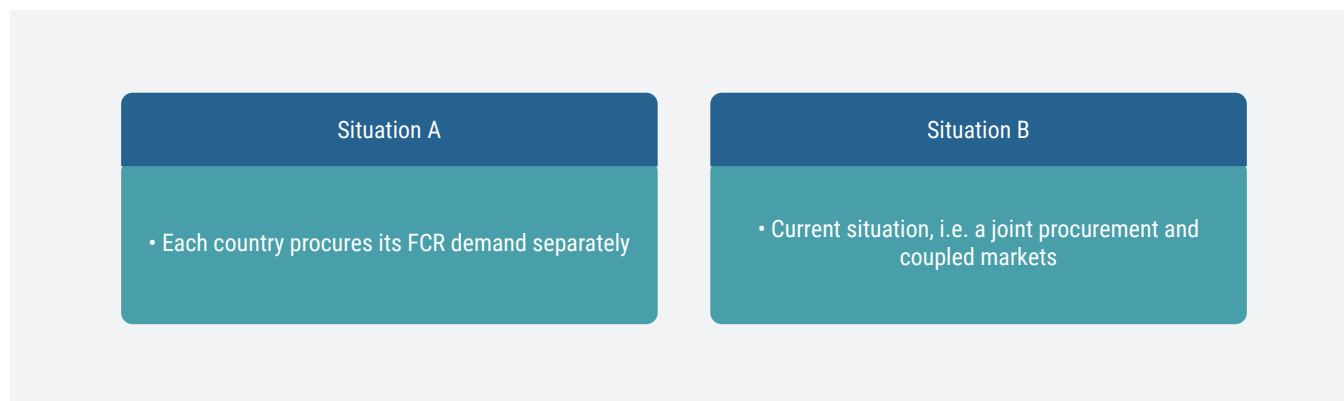 Situation A
• Each country procures its FCR demand separately
Situation B
• Current situation, i.e. a joint procurement and
coupled markets